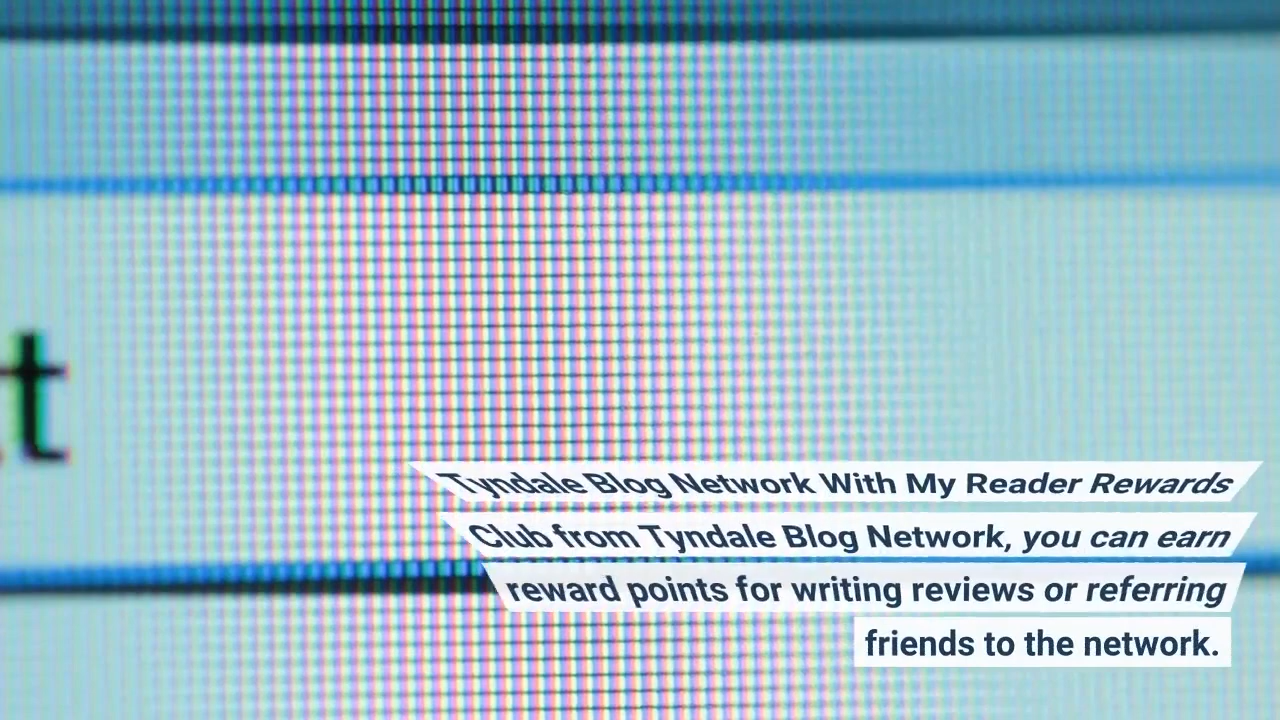 t
Tyndale Blog Network With My Reader Rewards
Club from Tyndale Blog Network, you can earn
reward points for writing reviews or referring
friends to the network.